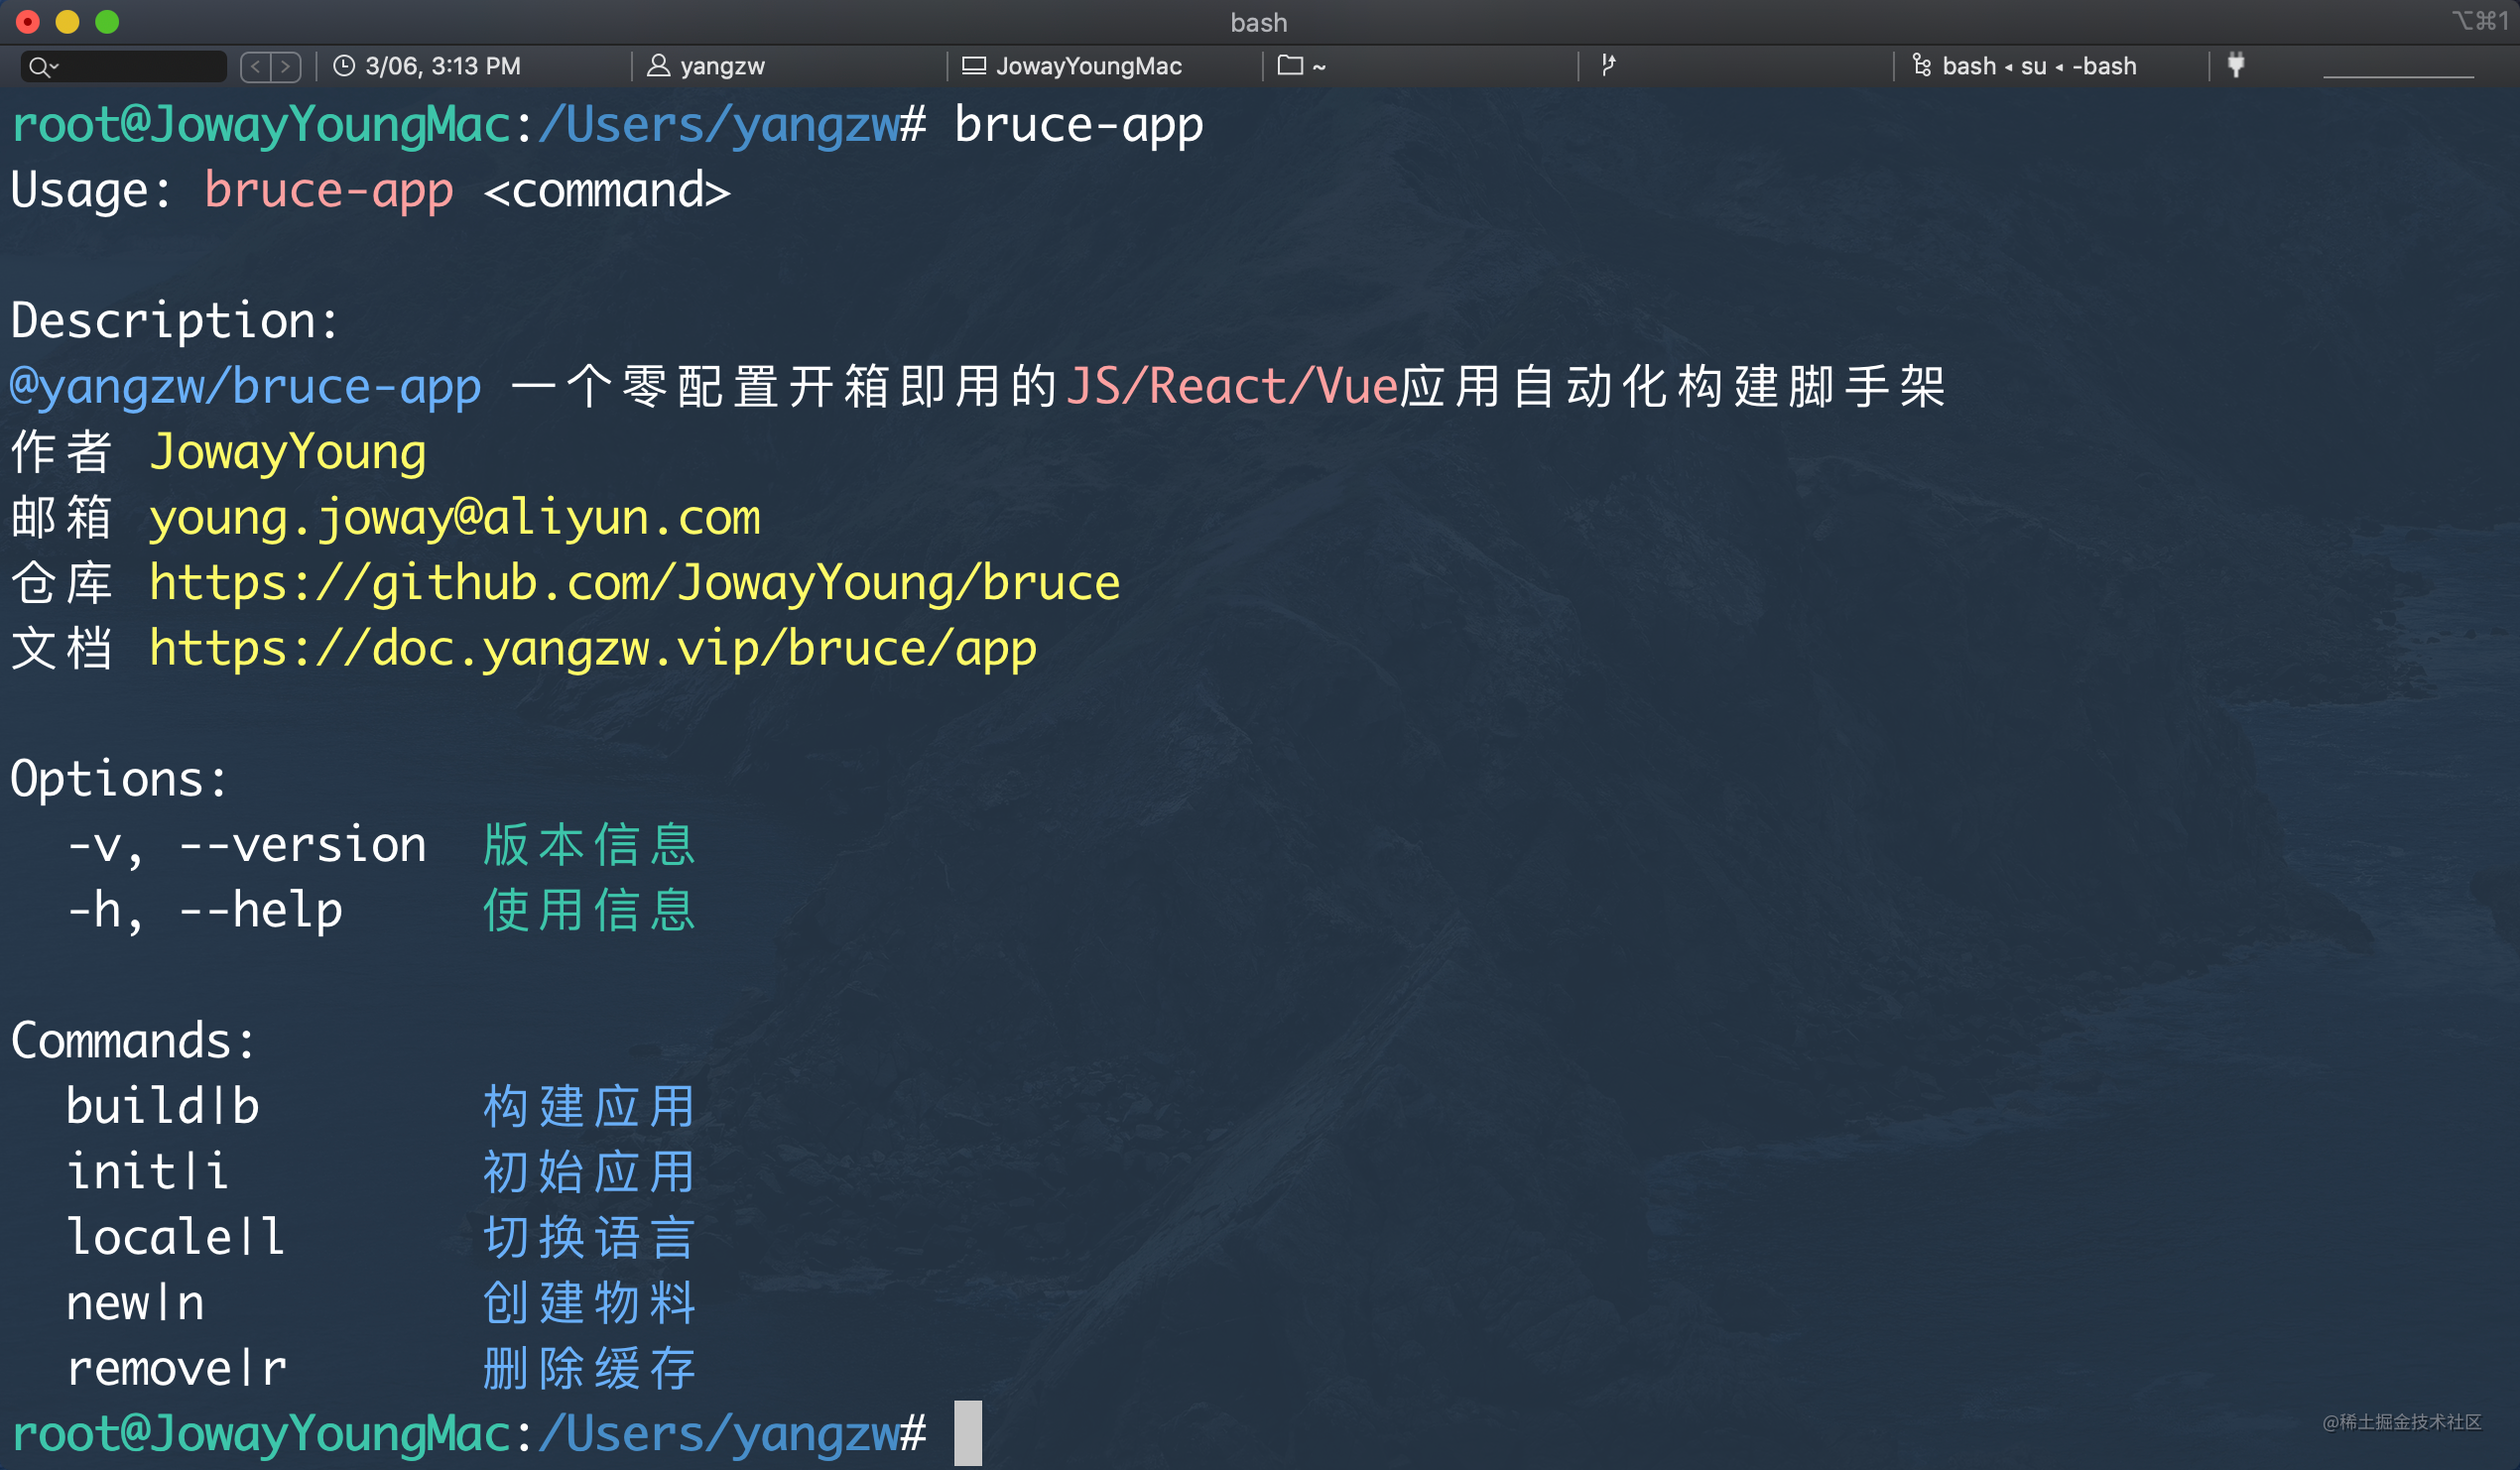 bash
⌥⌘1
3/06, 3:13 PM yangzw JowayYoungMac ~ bash ◂ su ◂ -bash
root@JowayYoungMac:/Users/yangzw# bruce-app
Usage: bruce-app <command>
Description:
@yangzw/bruce-app 一个零配置开箱即用的JS/React/Vue应用自动化构建脚手架
作者 JowayYoung
邮箱 young.joway@aliyun.com
仓库 https://github.com/JowayYoung/bruce
文档 https://doc.yangzw.vip/bruce/app
Options:
-v, --version 版本信息
-h, --help 使用信息
Commands:
build|b 构建应用
init|i 初始应用
locale|l 切换语言
new|n 创建物料
remove|r 删除缓存
root@JowayYoungMac:/Users/yangzw#
@稀土掘金技术社区